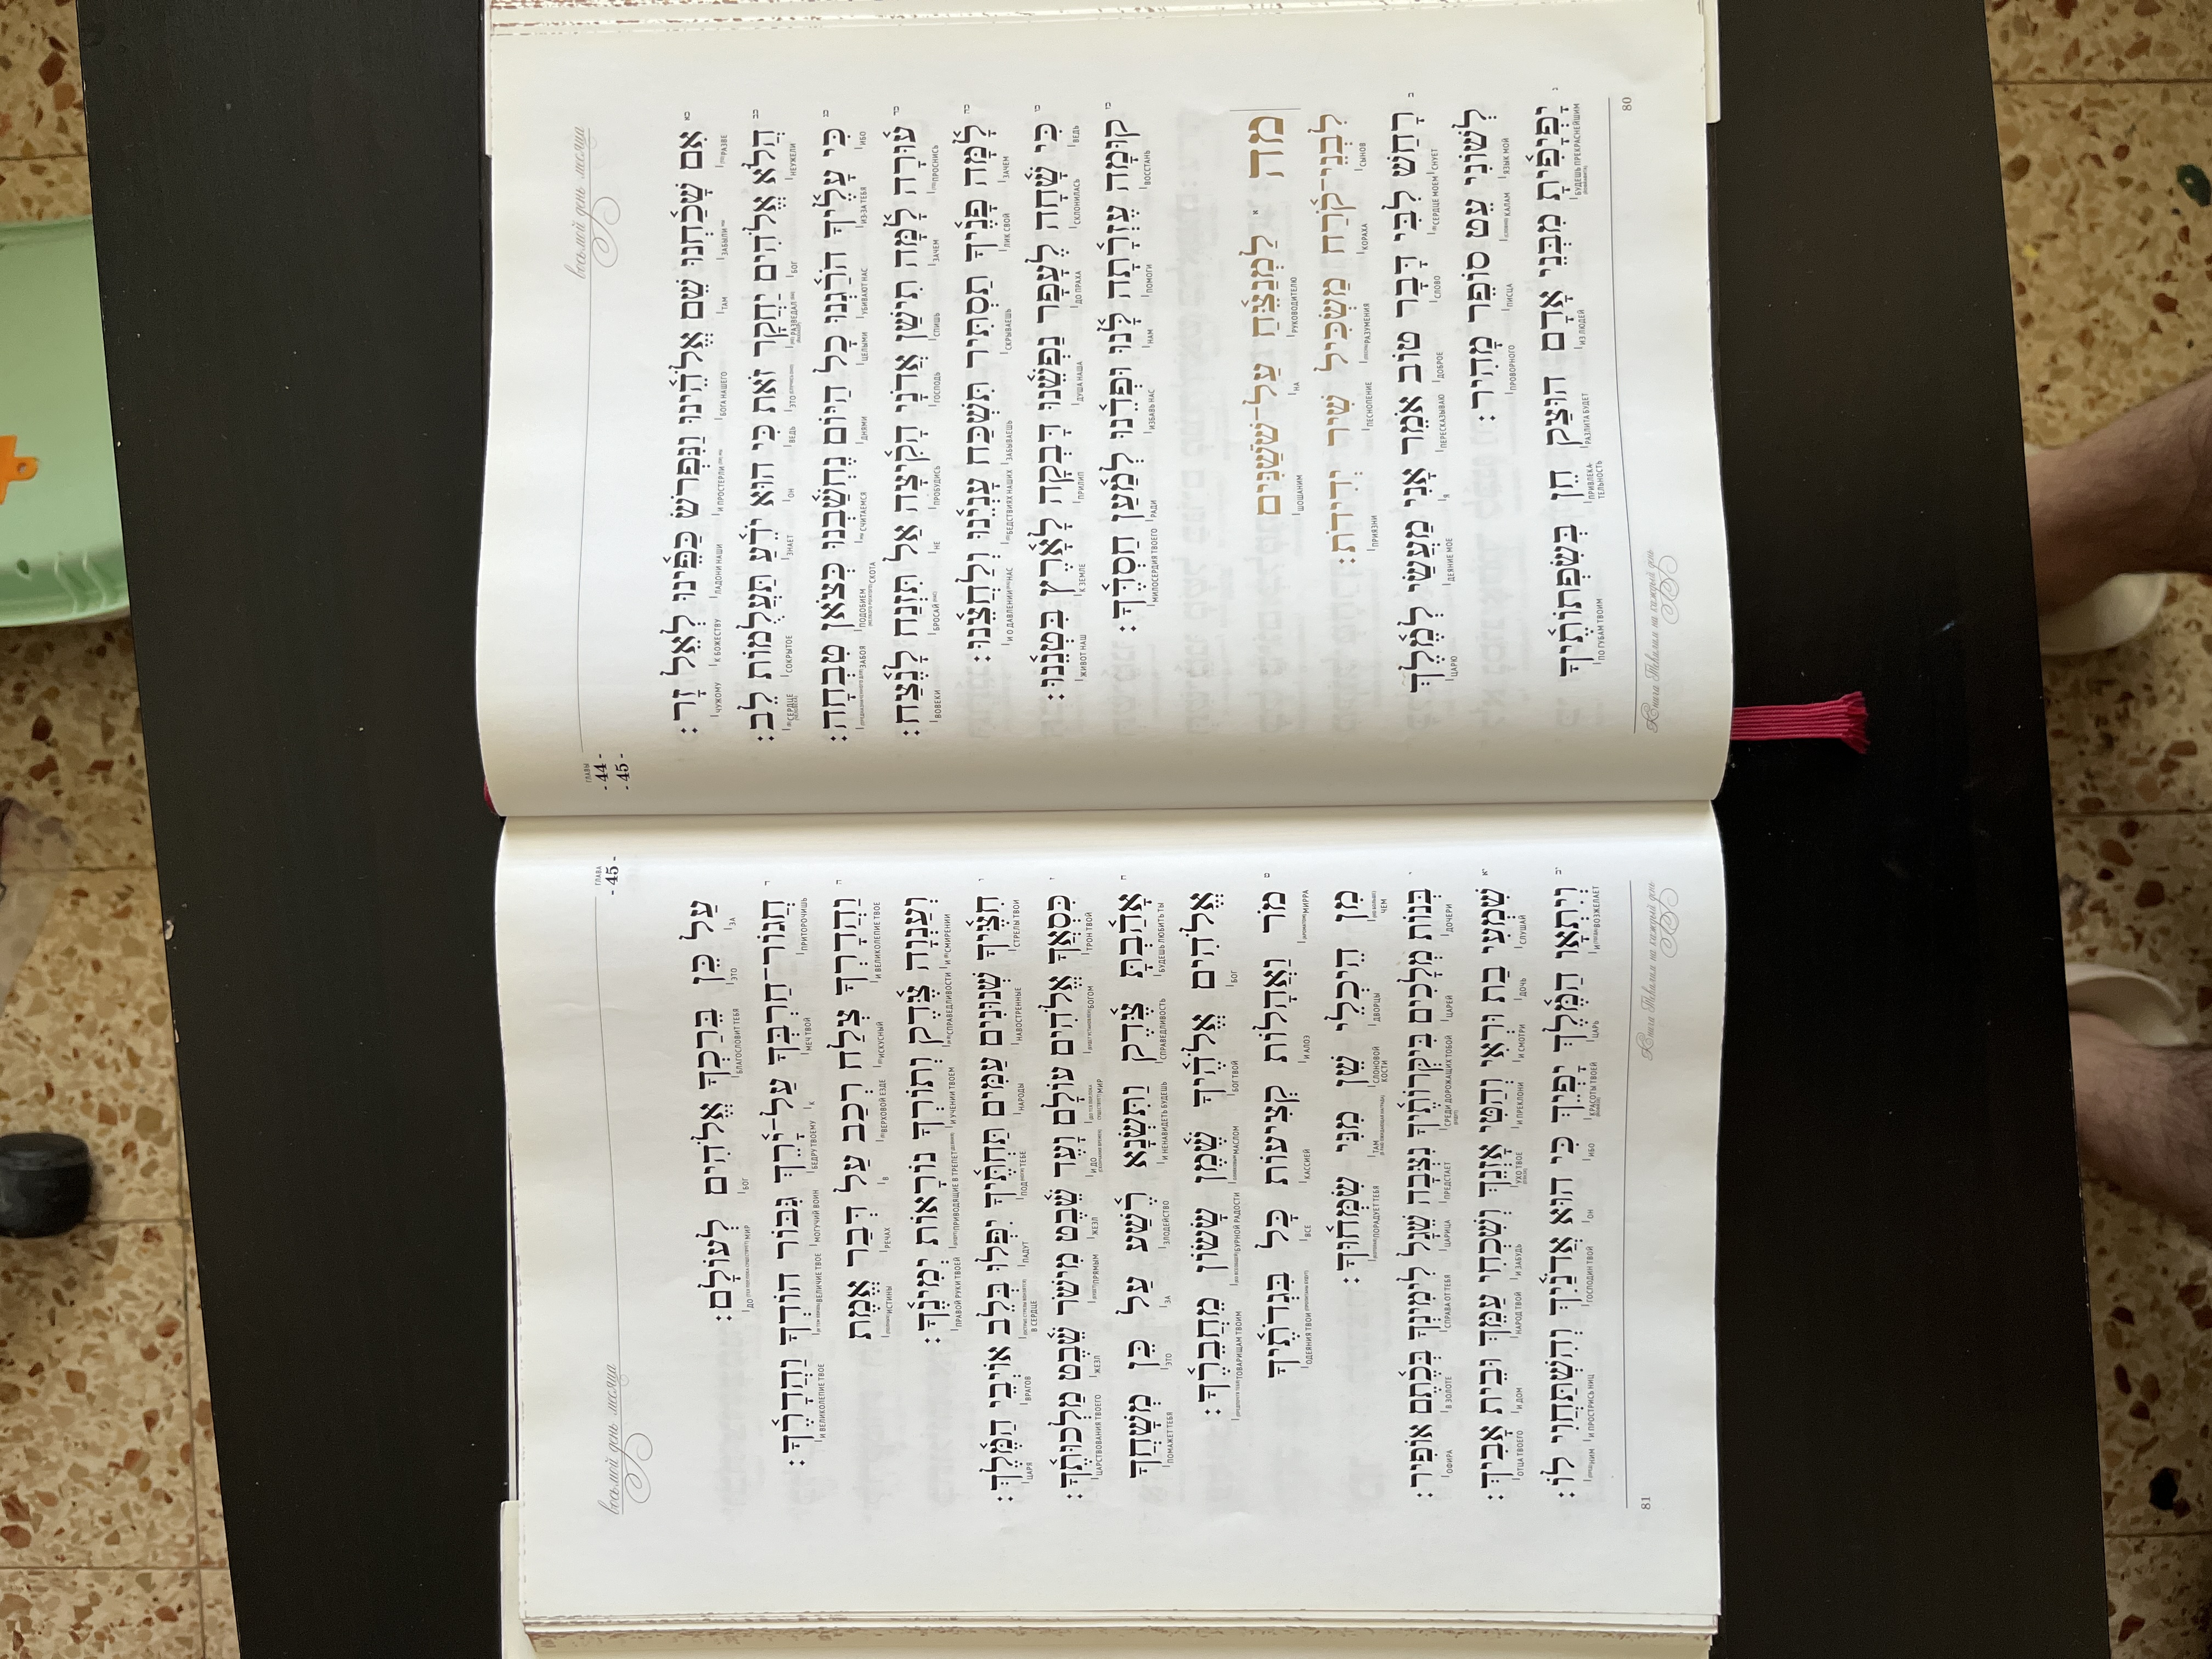 восьмой день месяца
ГЛАВЫ
- 44 -
- 45 -
כא אִם שָׁכַחְנוּ שֵׁם אֱלֹהֵינוּ וַנִּפְרֹשׂ כַּפֵּינוּ לְאֵל זָר:
РАЗВЕ ЗАБЫЛИ ТАМ БОГА НАШЕГО И ПРОСТЕРЛИ ЛАДОНИ НАШИ К БОЖЕСТВУ ЧУЖОМУ
כב הֲלֹא אֱלֹהִים יַחֲקָר זֹאת כִּי הוּא יֹדֵעַ תַּעֲלֻמוֹת לֵב:
НЕУЖЕЛИ БОГ РАЗВЕДАЛ ЭТО ВЕДЬ ОН ЗНАЕТ СОКРЫТОЕ СЕРДЦЕ
כג כִּי עָלֶיךָ הֹרַגְנוּ כָל הַיּוֹם נֶחְשַׁבְנוּ כְּצֹאן טִבְחָה:
ИБО ИЗ-ЗА ТЕБЯ УБИВАЮТ НАС ЦЕЛЫМИ ДНЯМИ СЧИТАЕМСЯ ПОДОБИЕМ СКОТА ЗАБОЯ
כד עוּרָה לָמָּה תִישַׁן אֲדֹנָי הָקִיצָה אַל תִּזְנַח לָנֶצַח:
ПРОСНИСЬ ЗАЧЕМ СПИШЬ ГОСПОДЬ ПРОБУДИСЬ НЕ БРОСАЙ ВОВЕКИ
כה לָמָּה פָנֶיךָ תַסְתִּיר תִּשְׁכַּח עָנְיֵנוּ וְלַחֲצֵנוּ:
ЗАЧЕМ ЛИК СВОЙ СКРЫВАЕШЬ ЗАБЫВАЕШЬ БЕДСТВИЯХ НАШИХ И О ДАВЛЕНИИ НАС
כו כִּי שָׁחָה לֶעָפָר נַפְשֵׁנוּ דָּבְקָה לָאָרֶץ בִּטְנֵנוּ:
ВЕДЬ СКЛОНИЛАСЬ ДО ПРАХА ДУША НАША ПРИЛИП К ЗЕМЛЕ ЖИВОТ НАШ
כז קוּמָה עֶזְרָתָה לָּנוּ וּפְדֵנוּ לְמַעַן חַסְדֶּךָ:
ВОССТАНЬ ПОМОГИ НАМ ИЗБАВЬ НАС РАДИ МИЛОСЕРДИЯ ТВОЕГО
מה א לַמְנַצֵּחַ עַל־שֹׁשַׁנִּים
РУКОВОДИТЕЛЮ НА ШОШАНИМ
לִבְנֵי־קֹרַח מַשְׂכִּיל שִׁיר יְדִידֹת:
СЫНОВ КОРАХА РАЗУМЕНИЯ ПЕСНОПЕНИЕ ПРИЯЗНИ
ב רָחַשׁ לִבִּי דָּבָר טוֹב אֹמֵר אָנִי מַעֲשַׂי לְמֶלֶךְ
СНУЕТ СЕРДЦЕ МОЕМ СЛОВО ДОБРОЕ ПЕРЕСКАЗЫВАЮ Я ДЕЯНИЕ МОЕ ЦАРЮ
לְשׁוֹנִי עֵט סוֹפֵר מָהִיר:
ЯЗЫК МОЙ КАЛАМ ПИСЦА ПРОВОРНОГО
ג יָפְיָפִיתָ מִבְּנֵי אָדָם הוּצַק חֵן בְּשִׂפְתוֹתֶיךָ
БУДЕШЬ ПРЕКРАСНЕЙШИМ ИЗ ЛЮДЕЙ РАЗЛИТА БУДЕТ ПРИВЛЕКА-ТЕЛЬНОСТЬ ПО ГУБАМ ТВОИМ
80
Книга Теhилим на каждый день
восьмой день месяца
ГЛАВА
- 45 -
עַל כֵּן בֵּרַכְךָ אֱלֹהִים לְעוֹלָם:
ЗА ЭТО БЛАГОСЛОВИТ ТЕБЯ БОГ ДО МИР
ד חֲגוֹר־חַרְבְּךָ עַל־יָרֵךְ גִּבּוֹר הוֹדְךָ וַהֲדָרֶךָ:
ПРИТОРОЧИШЬ МЕЧ ТВОЙ К БЕДРУ ТВОЕМУ МОГУЧИЙ ВОИН ВЕЛИЧИЕ ТВОЕ И ВЕЛИКОЛЕПИЕ ТВОЕ
ה וַהֲדָרְךָ צְלַח רְכַב עַל דְּבַר אֱמֶת
И ВЕЛИКОЛЕПИЕ ТВОЕ ИСКУСНЫЙ ВЕРХОВОЙ ЕЗДЕ В РЕЧАХ ИСТИНЫ
וְעַנְוָה צֶדֶק וְתוֹרְךָ נוֹרָאוֹת יְמִינֶךָ:
И СМИРЕНИИ СПРАВЕДЛИВОСТИ И УЧЕНИИ ТВОЕМ ПРИВОДЯЩИЕ В ТРЕПЕТ ПРАВОЙ РУКИ ТВОЕЙ
ו חִצֶּיךָ שְׁנוּנִים עַמִּים תַּחְתֶּיךָ יִפְּלוּ בְּלֵב אוֹיְבֵי הַמֶּלֶךְ:
СТРЕЛЫ ТВОИ НАВОСТРЕННЫЕ НАРОДЫ ПОД ТЕБЕ ПАДУТ В СЕРДЦЕ ВРАГОВ ЦАРЯ
ז כִּסְאֲךָ אֱלֹהִים עוֹלָם וָעֶד שֵׁבֶט מִישֹׁר שֵׁבֶט מַלְכוּתֶךָ:
ТРОН ТВОЙ БОГОМ МИР И ДО ЖЕЗЛ ПРЯМЫМ ЖЕЗЛ ЦАРСТВОВАНИЯ ТВОЕГО
ח אָהַבְתָּ צֶּדֶק וַתִּשְׂנָא רֶשַׁע עַל כֵּן מְשָׁחֲךָ
БУДЕШЬ ЛЮБИТЬ ТЫ СПРАВЕДЛИВОСТЬ И НЕНАВИДЕТЬ БУДЕШЬ ЗЛОДЕЙСТВО ЗА ЭТО ПОМАЖЕТ ТЕБЯ
אֱלֹהִים אֱלֹהֶיךָ שֶׁמֶן שָׂשׂוֹן מֵחֲבֵרֶךָ:
БОГ БОГ ТВОЙ МАСЛОМ БУРНОЙ РАДОСТИ ТОВАРИЩАМ ТВОИМ
ט מֹר וַאֲהָלוֹת קְצִיעוֹת כָּל בִּגְדֹתֶיךָ
МИРРА И АЛОЭ КАССИЕЙ ВСЕ ОДЕЯНИЯ ТВОИ
מִן הֵיכְלֵי שֵׁן מִנִּי שִׂמְּחוּךָ:
ЧЕМ ДВОРЦЫ СЛОНОВОЙ КОСТИ ТАМ ПОРАДУЕТ ТЕБЯ
י בְּנוֹת מְלָכִים בִּיקְּרוֹתֶיךָ נִצְּבָה שֵׁגַל לִימִינְךָ בְּכֶתֶם אוֹפִיר:
ДОЧЕРИ ЦАРЕЙ СРЕДИ ДОРОЖАЩИХ ТОБОЙ ПРЕДСТАЕТ ЦАРИЦА СПРАВА ОТ ТЕБЯ В ЗОЛОТЕ ОФИРА
יא שִׁמְעִי בַת וּרְאִי וְהַטִּי אָזְנֵךְ וְשִׁכְחִי עַמֵּךְ וּבֵית אָבִיךְ:
СЛУШАЙ ДОЧЬ И СМОТРИ И ПРЕКЛОНИ УХО ТВОЕ И ЗАБУДЬ НАРОД ТВОЙ И ДОМ ОТЦА ТВОЕГО
יב וְיִתְאָו הַמֶּלֶךְ יָפְיֵךְ כִּי הוּא אֲדֹנַיִךְ וְהִשְׁתַּחֲוִי לוֹ:
И ВОЗЖЕЛАЕТ ЦАРЬ КРАСОТЫ ТВОЕЙ ИБО ОН ГОСПОДИН ТВОЙ И ПРОСТРИСЬ НИЦ НИМ
81
Книга Теhилим на каждый день